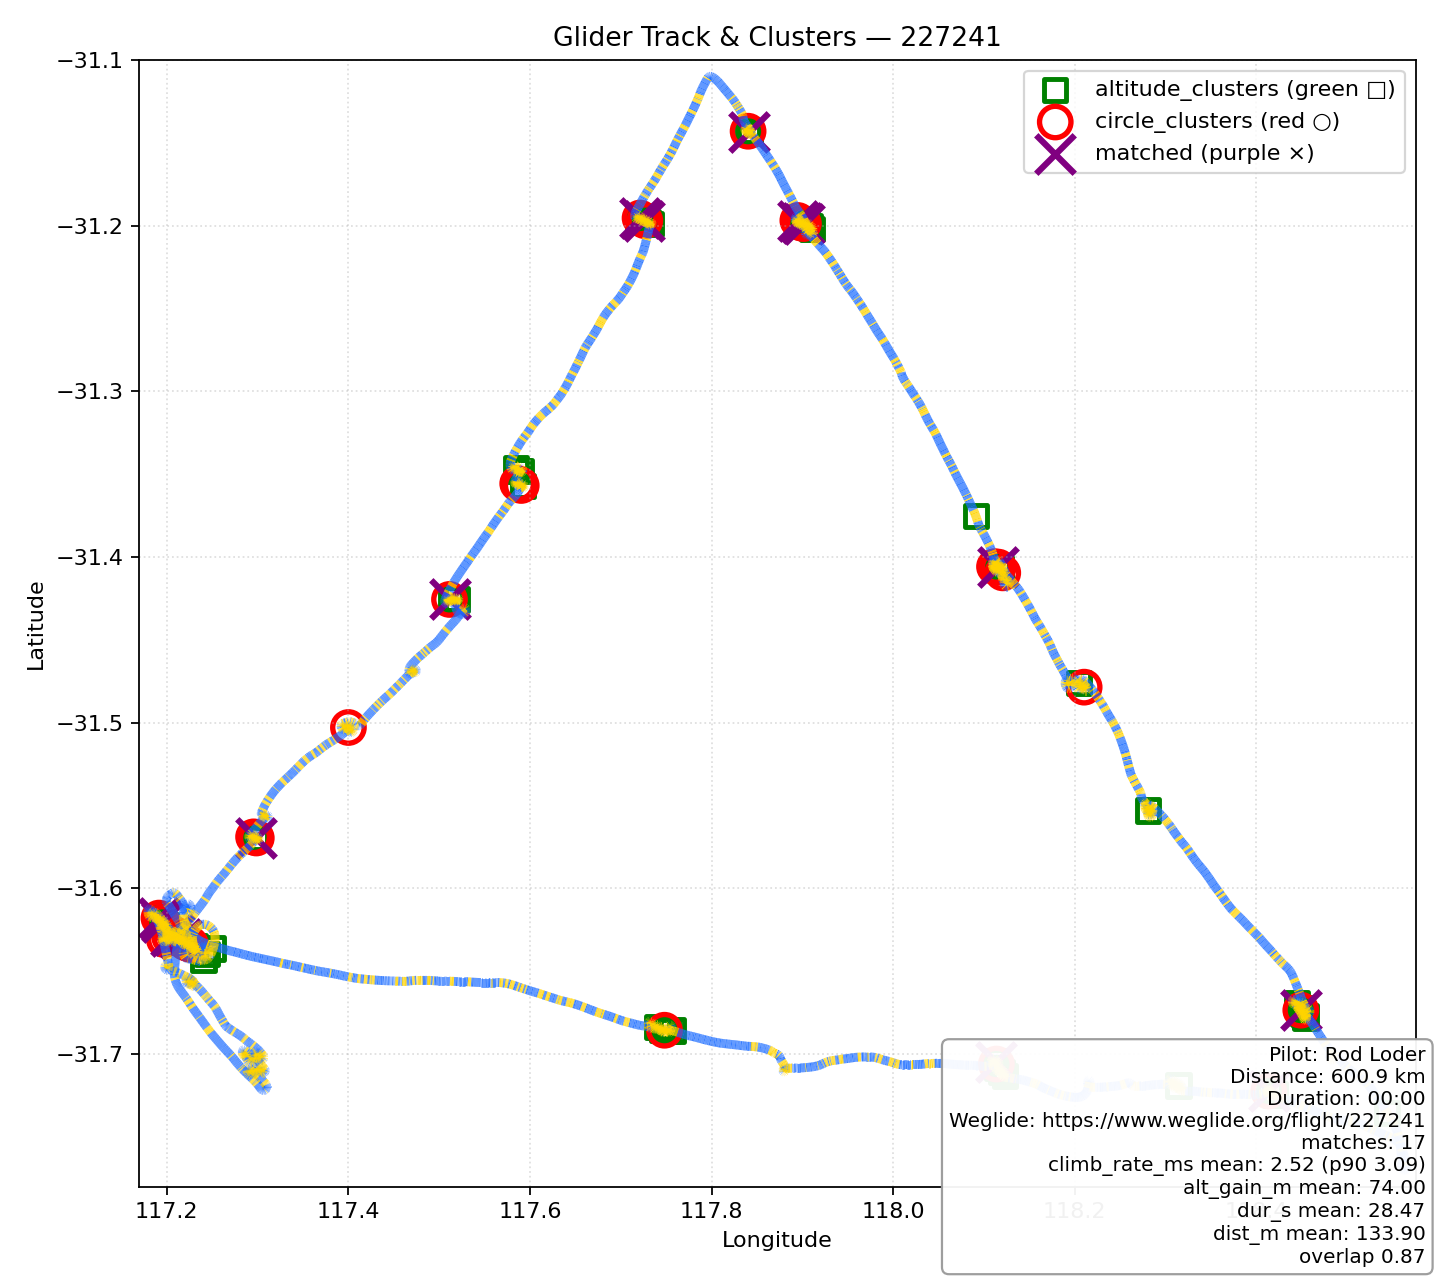 Glider Track & Clusters — 227241
altitude_clusters (green □)
circle_clusters (red ○)
matched (purple ×)
−31.1
−31.2
−31.3
−31.4
−31.5
−31.6
−31.7
Latitude
117.2
117.4
117.6
117.8
118.0
118.2
Longitude
Pilot: Rod Loder
Distance: 600.9 km
Duration: 00:00
Weglide: https://www.weglide.org/flight/227241
matches: 17
climb_rate_ms mean: 2.52 (p90 3.09)
alt_gain_m mean: 74.00
dur_s mean: 28.47
dist_m mean: 133.90
overlap 0.87